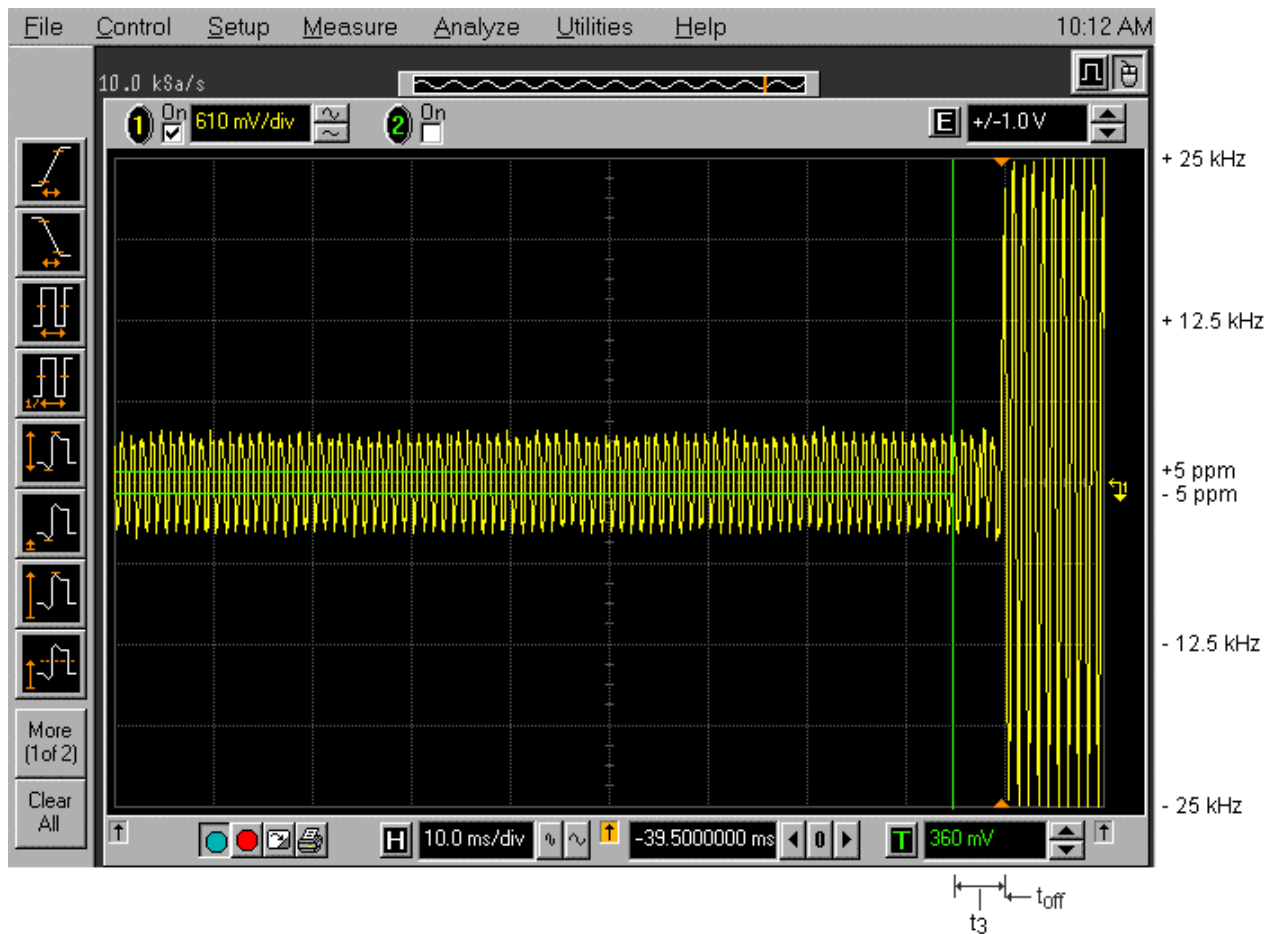 File Control Setup Measure Analyze Utilities Help 10:12 AM
10.0 kSa/s
1 On 610 mV/div 2 On E +/-1.0 V
+ 25 kHz
+ 12.5 kHz
1/
+5 ppm
- 5 ppm
- 12.5 kHz
More
(1of 2)
Clear
All
- 25 kHz
H 10.0 ms/div -39.5000000 ms 0 T 360 mV
toff
t3